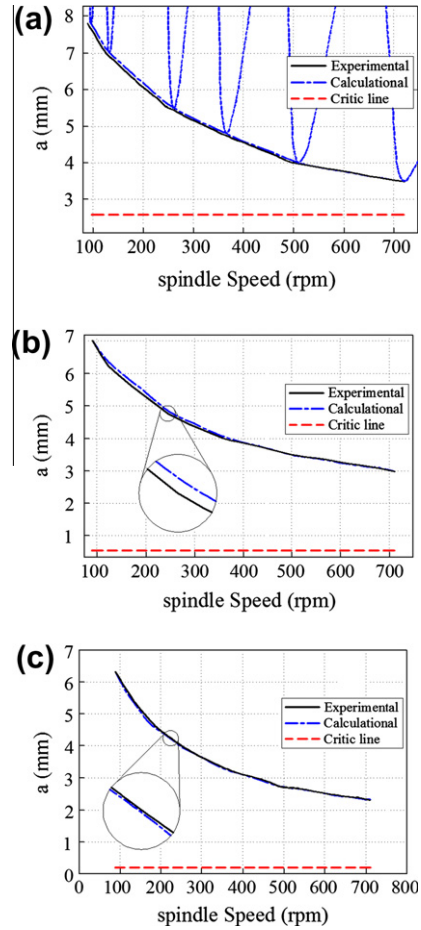 (a)
8
7
6
5
4
3
a (mm)
Experimental
Calculational
Critic line
100 200 300 400 500 600 700
spindle Speed (rpm)
(b)
7
6
5
4
3
2
1
a (mm)
Experimental
Calculational
Critic line
100 200 300 400 500 600 700
spindle Speed (rpm)
(c)
7
6
5
4
3
2
1
0
a (mm)
Experimental
Calculational
Critic line
0 100 200 300 400 500 600 700 800
spindle Speed (rpm)